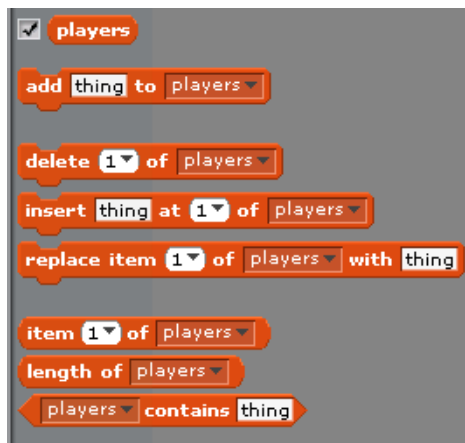 players
add thing to players
delete 1 of players
insert thing at 1 of players
replace item 1 of players with thing
item 1 of players
length of players
players contains thing